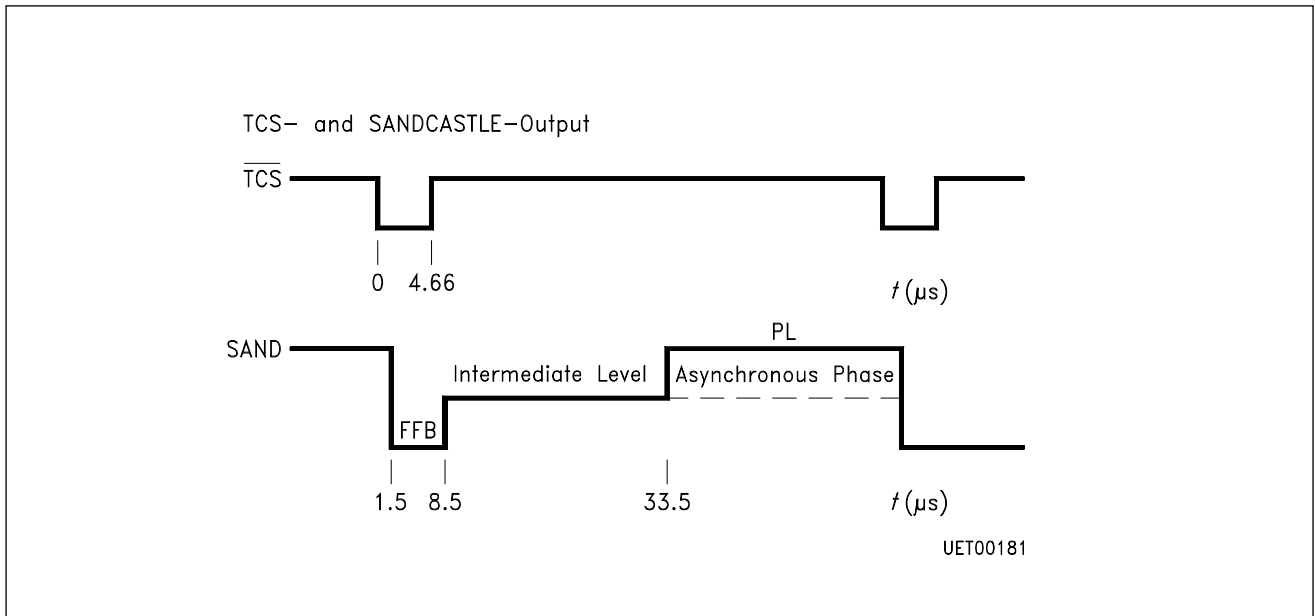 TCS- and SANDCASTLE-Output
TCS
0 4.66 t (µs)
PL
SAND
Intermediate Level Asynchronous Phase
FFB
1.5 8.5 33.5 t (µs)
UET00181